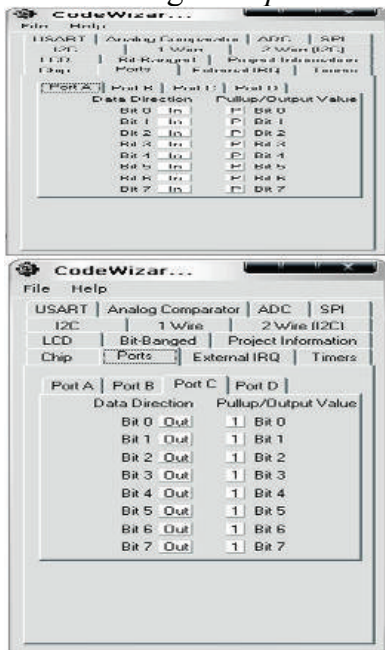 CodeWizar...
File Help
USART Analog Comparator ADC SPI
I2C 1 Wire 2 Wire (I2C)
LCD Bit-Banged Project Information
Chip Ports External IRQ Timers
Port A Port B Port C Port D
Data Direction Pullup/Output Value
Bit 0 In P Bit 0
Bit 1 In P Bit 1
Bit 2 In P Bit 2
Bit 3 In P Bit 3
Bit 4 In P Bit 4
Bit 5 In P Bit 5
Bit 6 In P Bit 6
Bit 7 In P Bit 7
CodeWizar...
File Help
USART Analog Comparator ADC SPI
I2C 1 Wire 2 Wire (I2C)
LCD Bit-Banged Project Information
Chip Ports External IRQ Timers
Port A Port B Port C Port D
Data Direction Pullup/Output Value
Bit 0 Out 1 Bit 0
Bit 1 Out 1 Bit 1
Bit 2 Out 1 Bit 2
Bit 3 Out 1 Bit 3
Bit 4 Out 1 Bit 4
Bit 5 Out 1 Bit 5
Bit 6 Out 1 Bit 6
Bit 7 Out 1 Bit 7